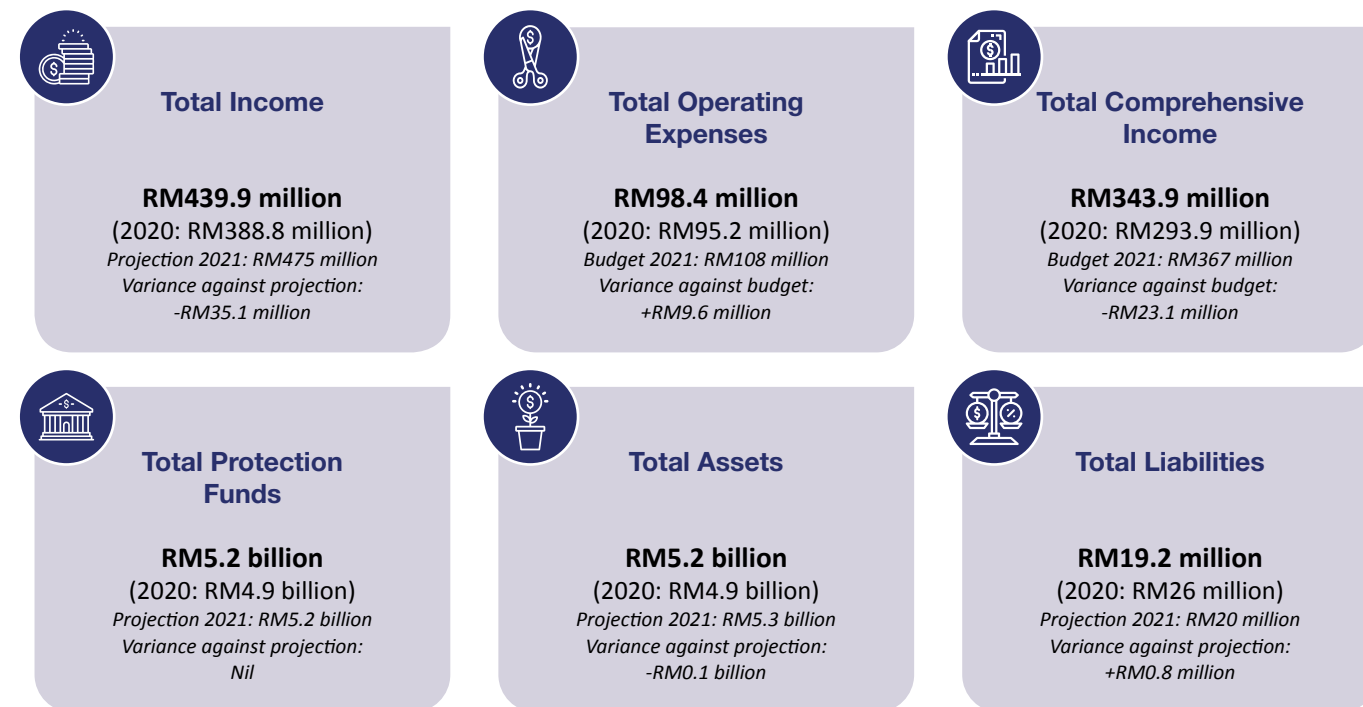 Total Income
RM439.9 million
(2020: RM388.8 million)
Projection 2021: RM475 million
Variance against projection:
-RM35.1 million
Total Operating
Expenses
RM98.4 million
(2020: RM95.2 million)
Budget 2021: RM108 million
Variance against budget:
+RM9.6 million
Total Comprehensive
Income
RM343.9 million
(2020: RM293.9 million)
Budget 2021: RM367 million
Variance against budget:
-RM23.1 million
Total Protection
Funds
RM5.2 billion
(2020: RM4.9 billion)
Projection 2021: RM5.2 billion
Variance against projection:
Nil
Total Assets
RM5.2 billion
(2020: RM4.9 billion)
Projection 2021: RM5.3 billion
Variance against projection:
-RM0.1 billion
Total Liabilities
RM19.2 million
(2020: RM26 million)
Projection 2021: RM20 million
Variance against projection:
+RM0.8 million